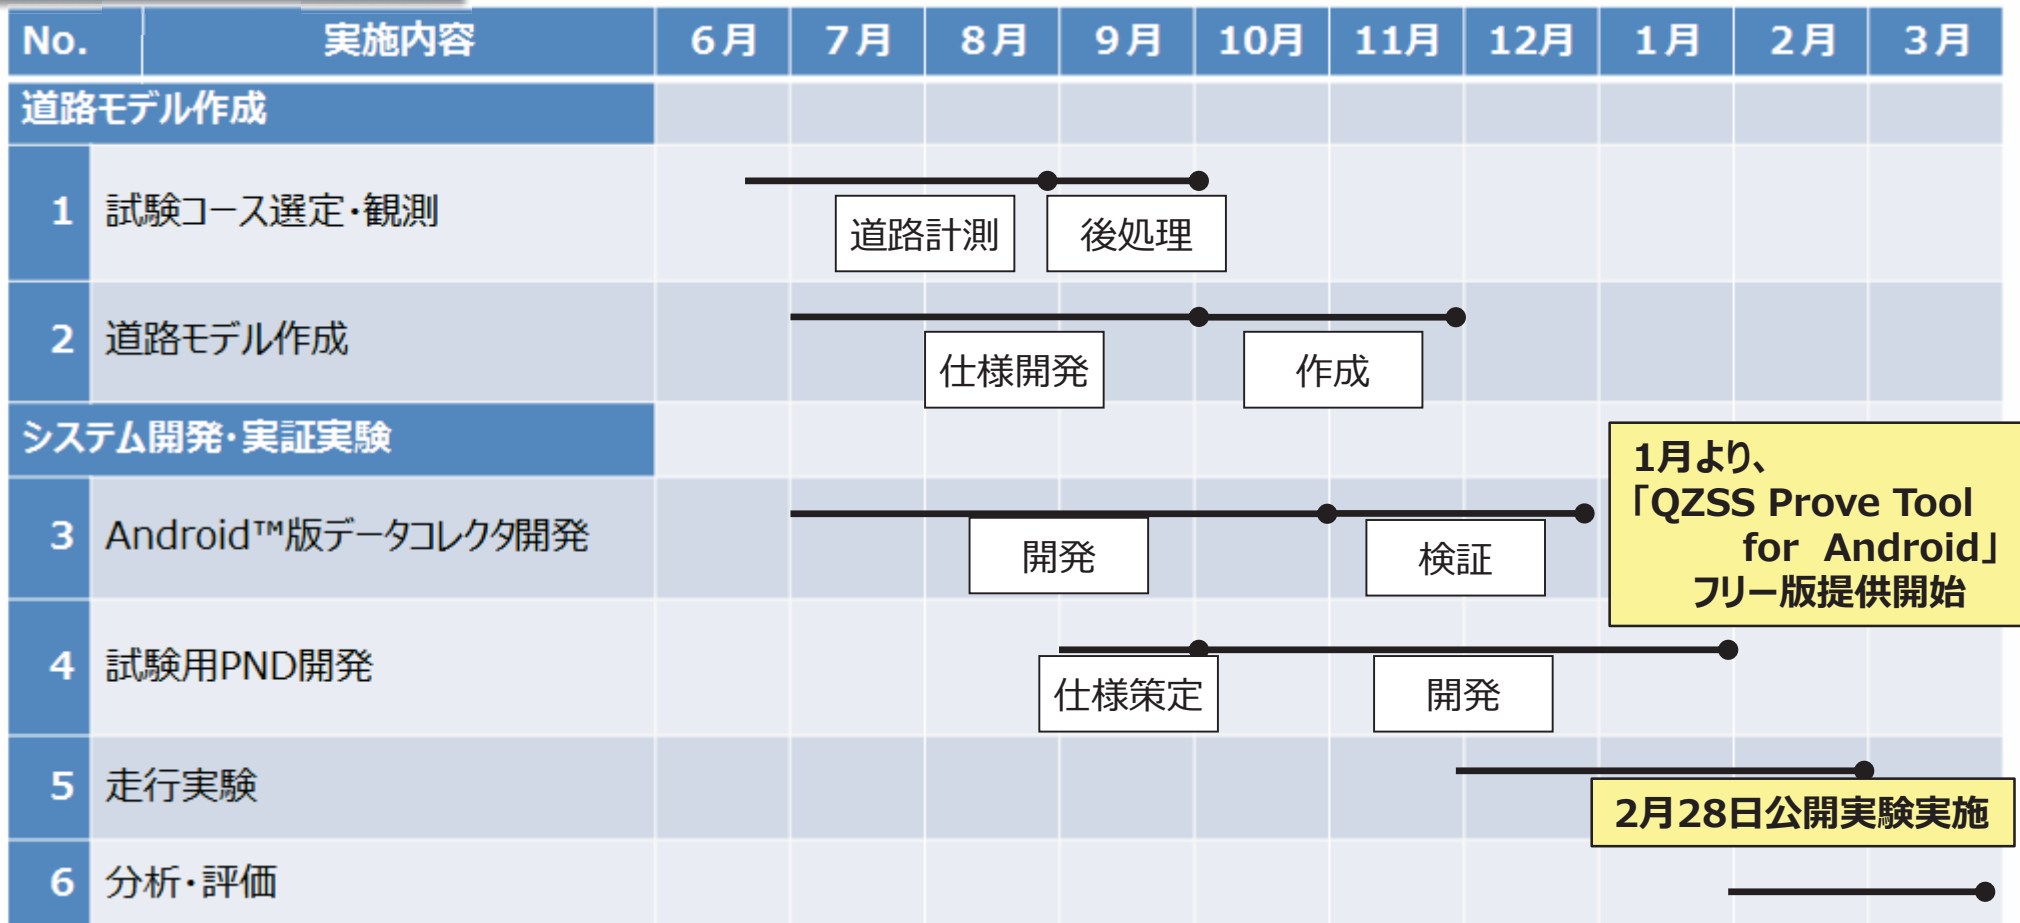 No. 実施内容 6月 7月 8月 9月 10月 11月 12月 1月 2月 3月
道路モデル作成
1 試験コース選定・観測
道路計測 後処理
2 道路モデル作成
仕様開発 作成
システム開発・実証実験
3 Android™版データコレクタ開発
開発 検証
1月より、
「QZSS Prove Tool
for Android」
フリー版提供開始
4 試験用PND開発
仕様策定 開発
5 走行実験
2月28日公開実験実施
6 分析・評価